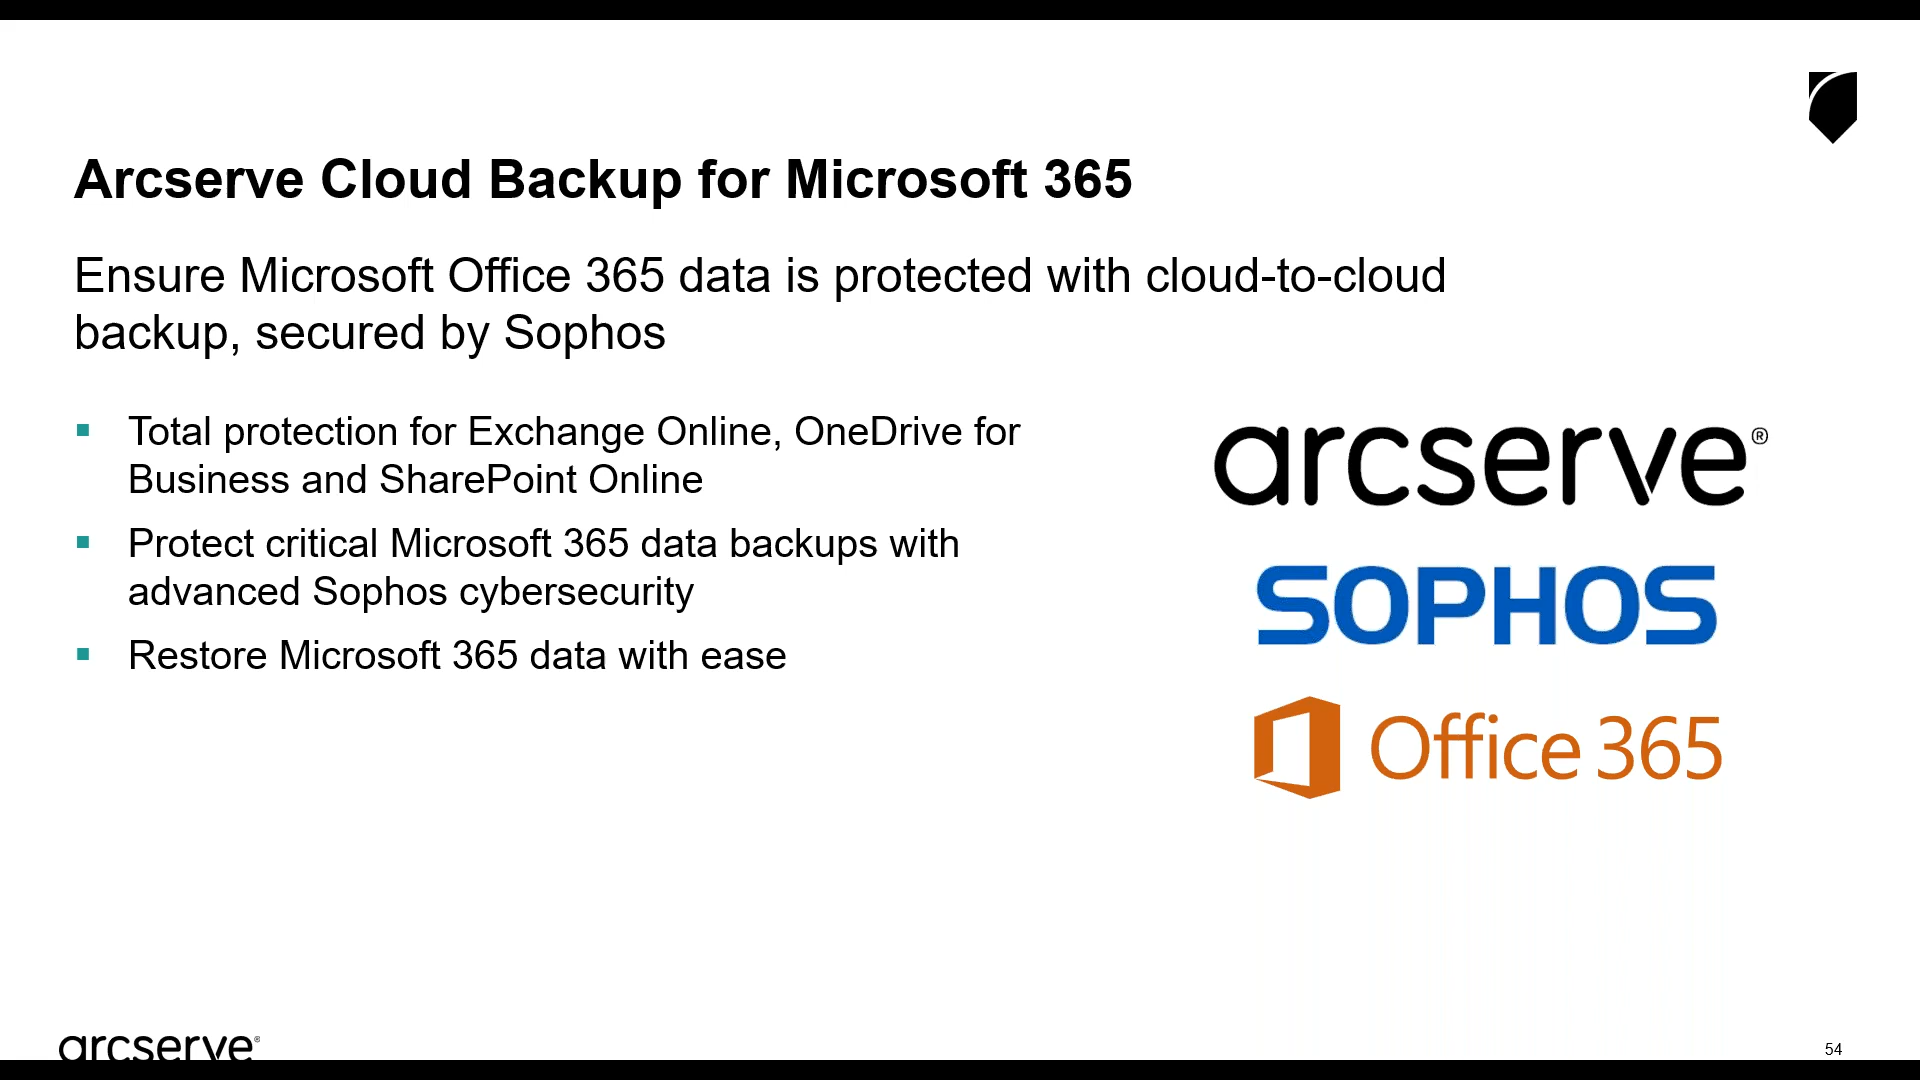 Arcserve Cloud Backup for Microsoft 365
Ensure Microsoft Office 365 data is protected with cloud-to-cloud
backup, secured by Sophos
▪ Total protection for Exchange Online, OneDrive for
Business and SharePoint Online
▪ Protect critical Microsoft 365 data backups with
advanced Sophos cybersecurity
▪ Restore Microsoft 365 data with ease
arcserve®
SOPHOS
Office 365
arcserve®
54